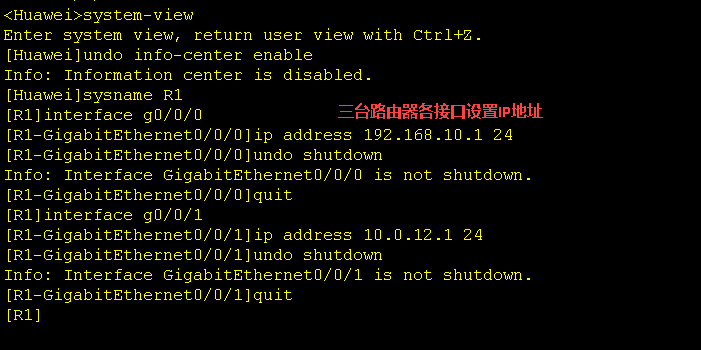 <Huawei>system-view
Enter system view, return user view with Ctrl+Z.
[Huawei]undo info-center enable
Info: Information center is disabled.
[Huawei]sysname R1
[R1]interface g0/0/0
三台路由器各接口设置IP地址
[R1-GigabitEthernet0/0/0]ip address 192.168.10.1 24
[R1-GigabitEthernet0/0/0]undo shutdown
Info: Interface GigabitEthernet0/0/0 is not shutdown.
[R1-GigabitEthernet0/0/0]quit
[R1]interface g0/0/1
[R1-GigabitEthernet0/0/1]ip address 10.0.12.1 24
[R1-GigabitEthernet0/0/1]undo shutdown
Info: Interface GigabitEthernet0/0/1 is not shutdown.
[R1-GigabitEthernet0/0/1]quit
[R1]